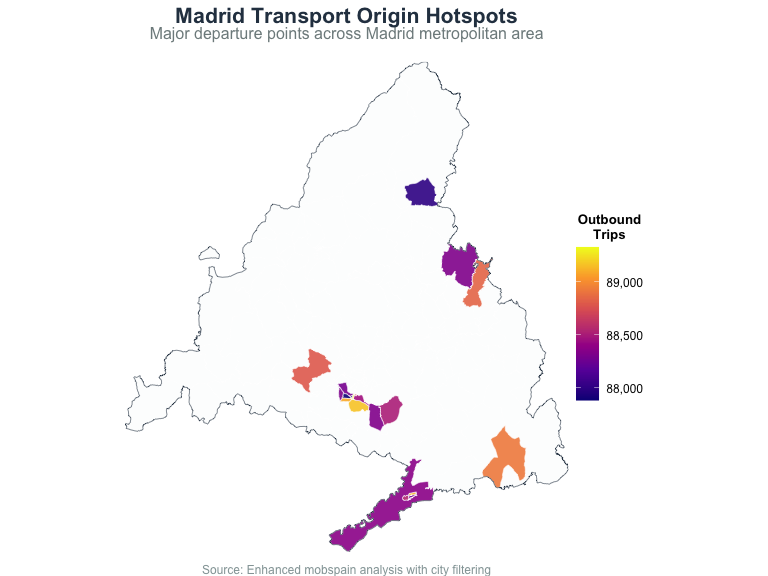 Madrid Transport Origin Hotspots
Major departure points across Madrid metropolitan area
Outbound
Trips
89,000
88,500
88,000
Source: Enhanced mobspain analysis with city filtering